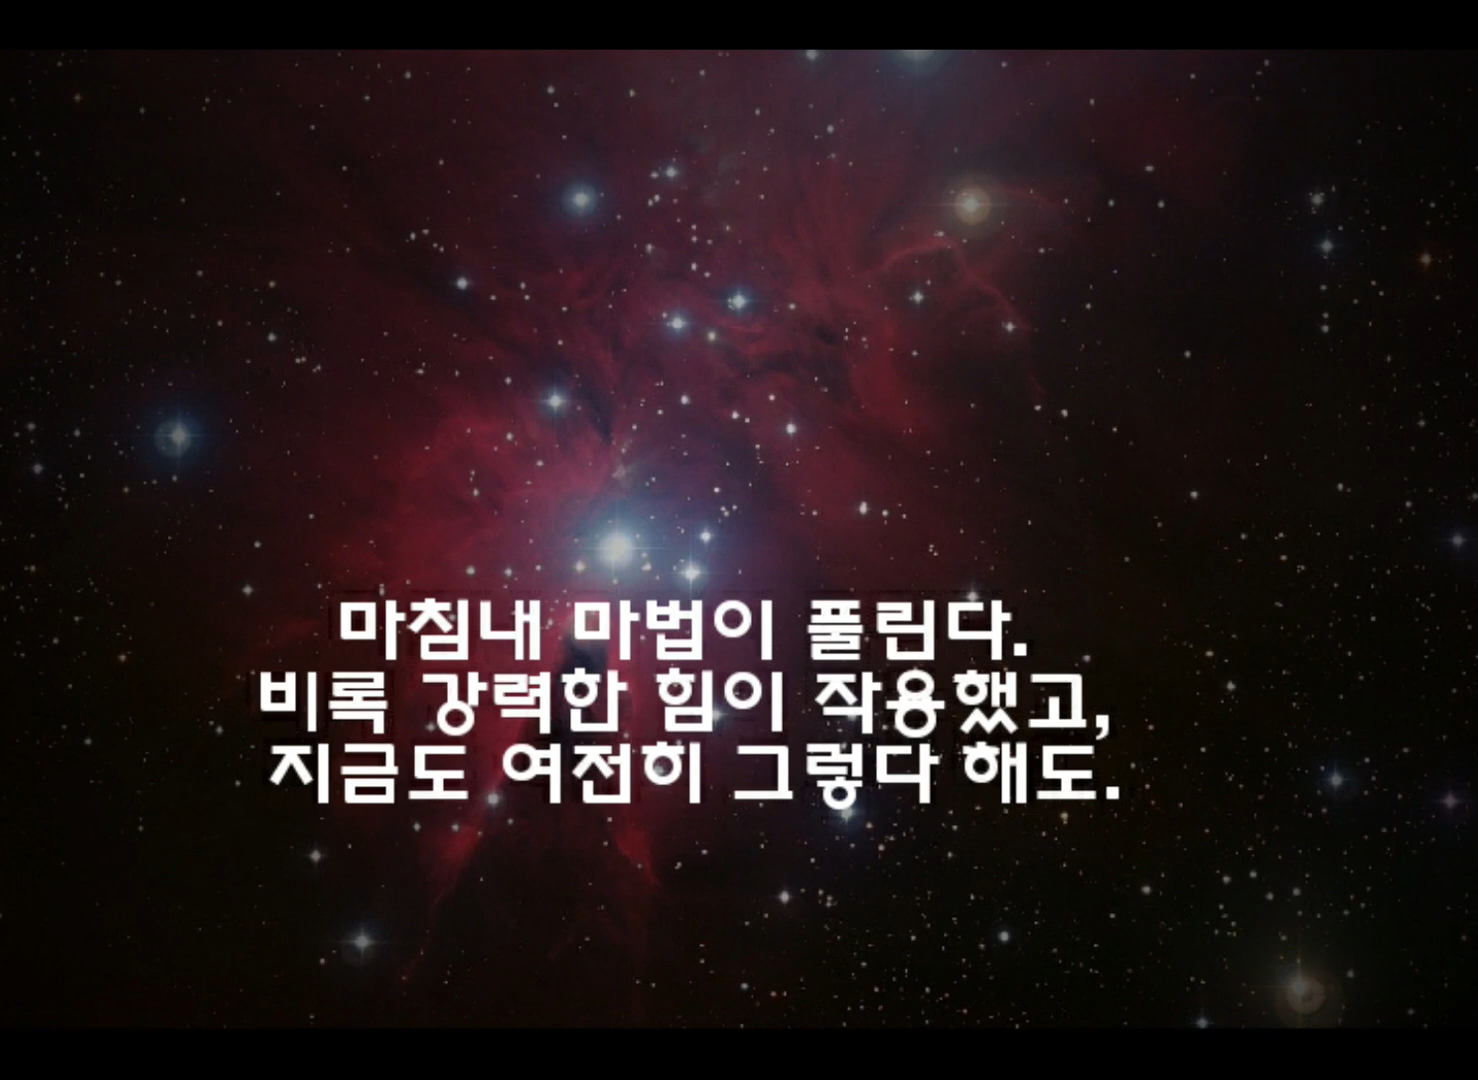 마침내 마법이 풀린다.
비록 강력한 힘이 작용했고,
지금도 여전히 그렇다 해도.